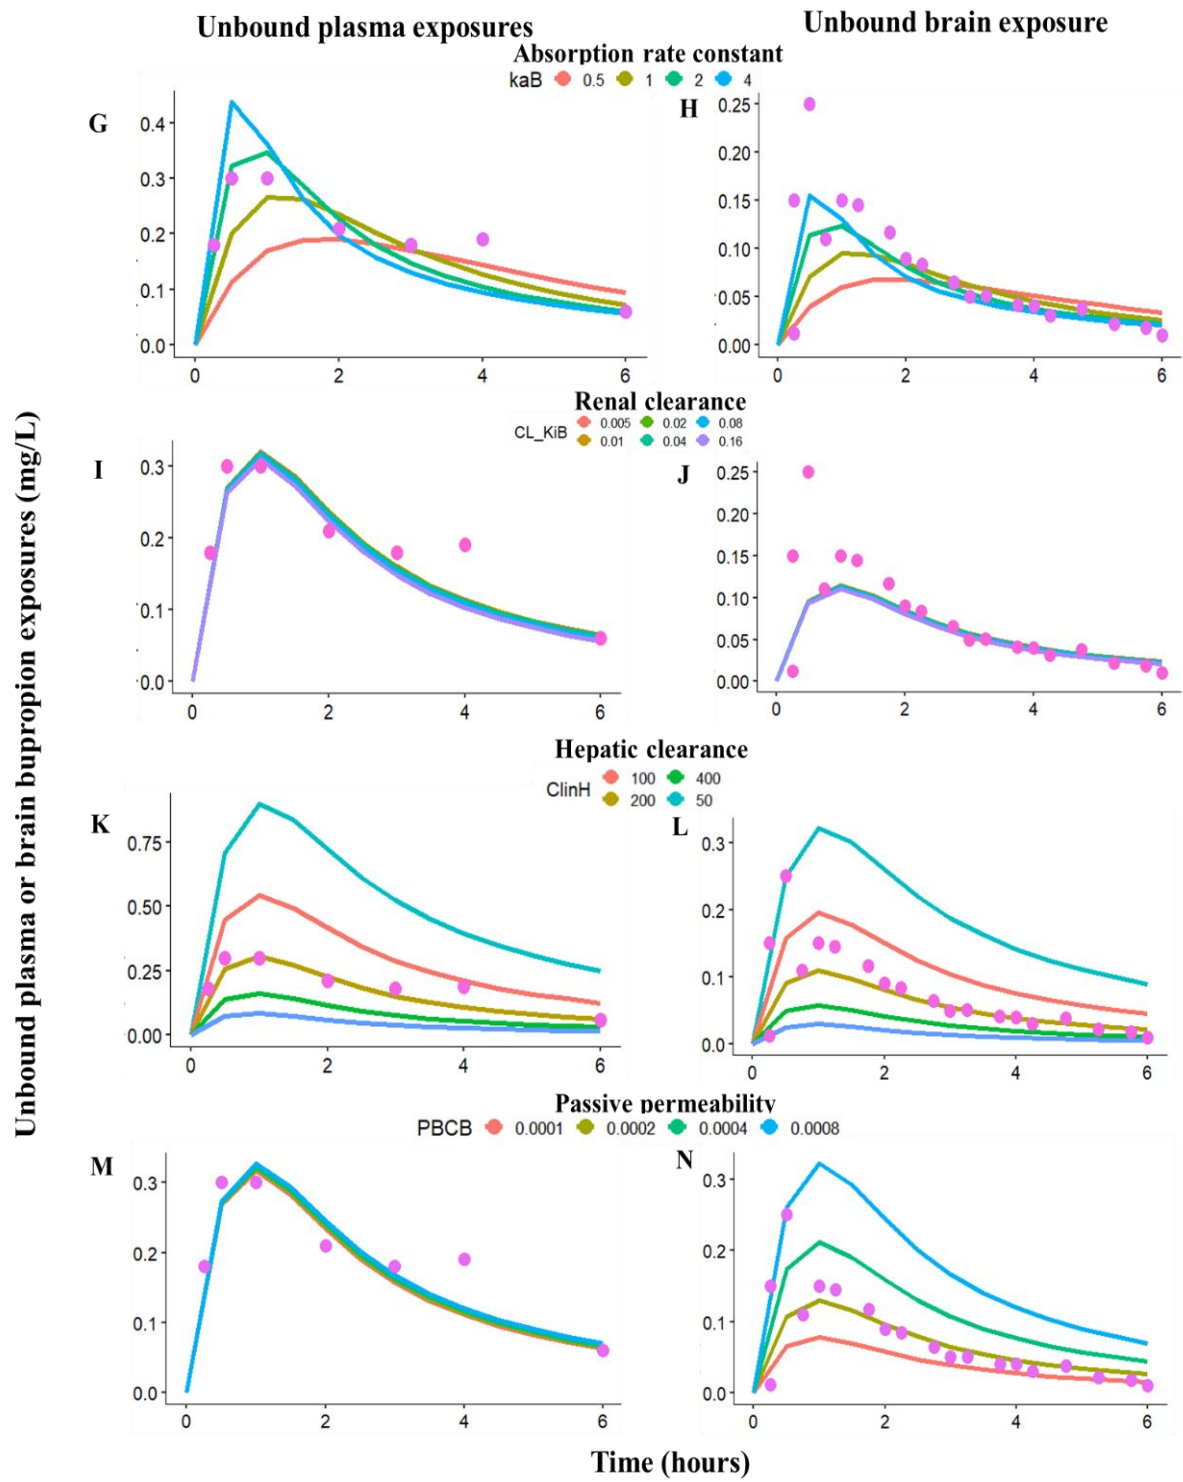 Unbound plasma exposures
Unbound brain exposure
Absorption rate constant
kaB 0.5 1 2 4
G
0.4
0.3
0.2
0.1
0.0
0 2 4 6
H
0.25
0.20
0.15
0.10
0.05
0.00
0 2 4 6
Renal clearance
CL_KiB
0.005 0.02 0.08
0.01 0.04 0.16
I
0.3
0.2
0.1
0.0
0 2 4 6
J
0.25
0.20
0.15
0.10
0.05
0.00
0 2 4 6
Hepatic clearance
ClinH
100 400
200 50
K
0.75
0.50
0.25
0.00
0 2 4 6
L
0.3
0.2
0.1
0.0
0 2 4 6
Passive permeability
PBCB 0.0001 0.0002 0.0004 0.0008
M
0.3
0.2
0.1
0.0
0 2 4 6
N
0.3
0.2
0.1
0.0
0 2 4 6
Unbound plasma or brain bupropion exposures (mg/L)
Time (hours)